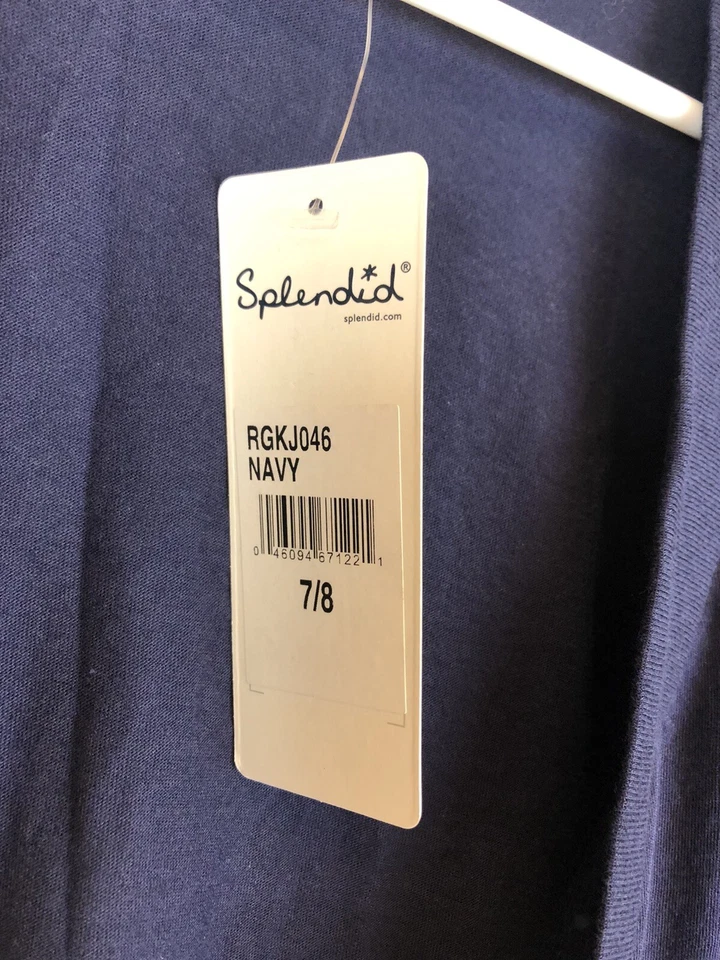 Splendid®
splendid.com
RGKJ046
NAVY
0 46094 67122 1
7/8